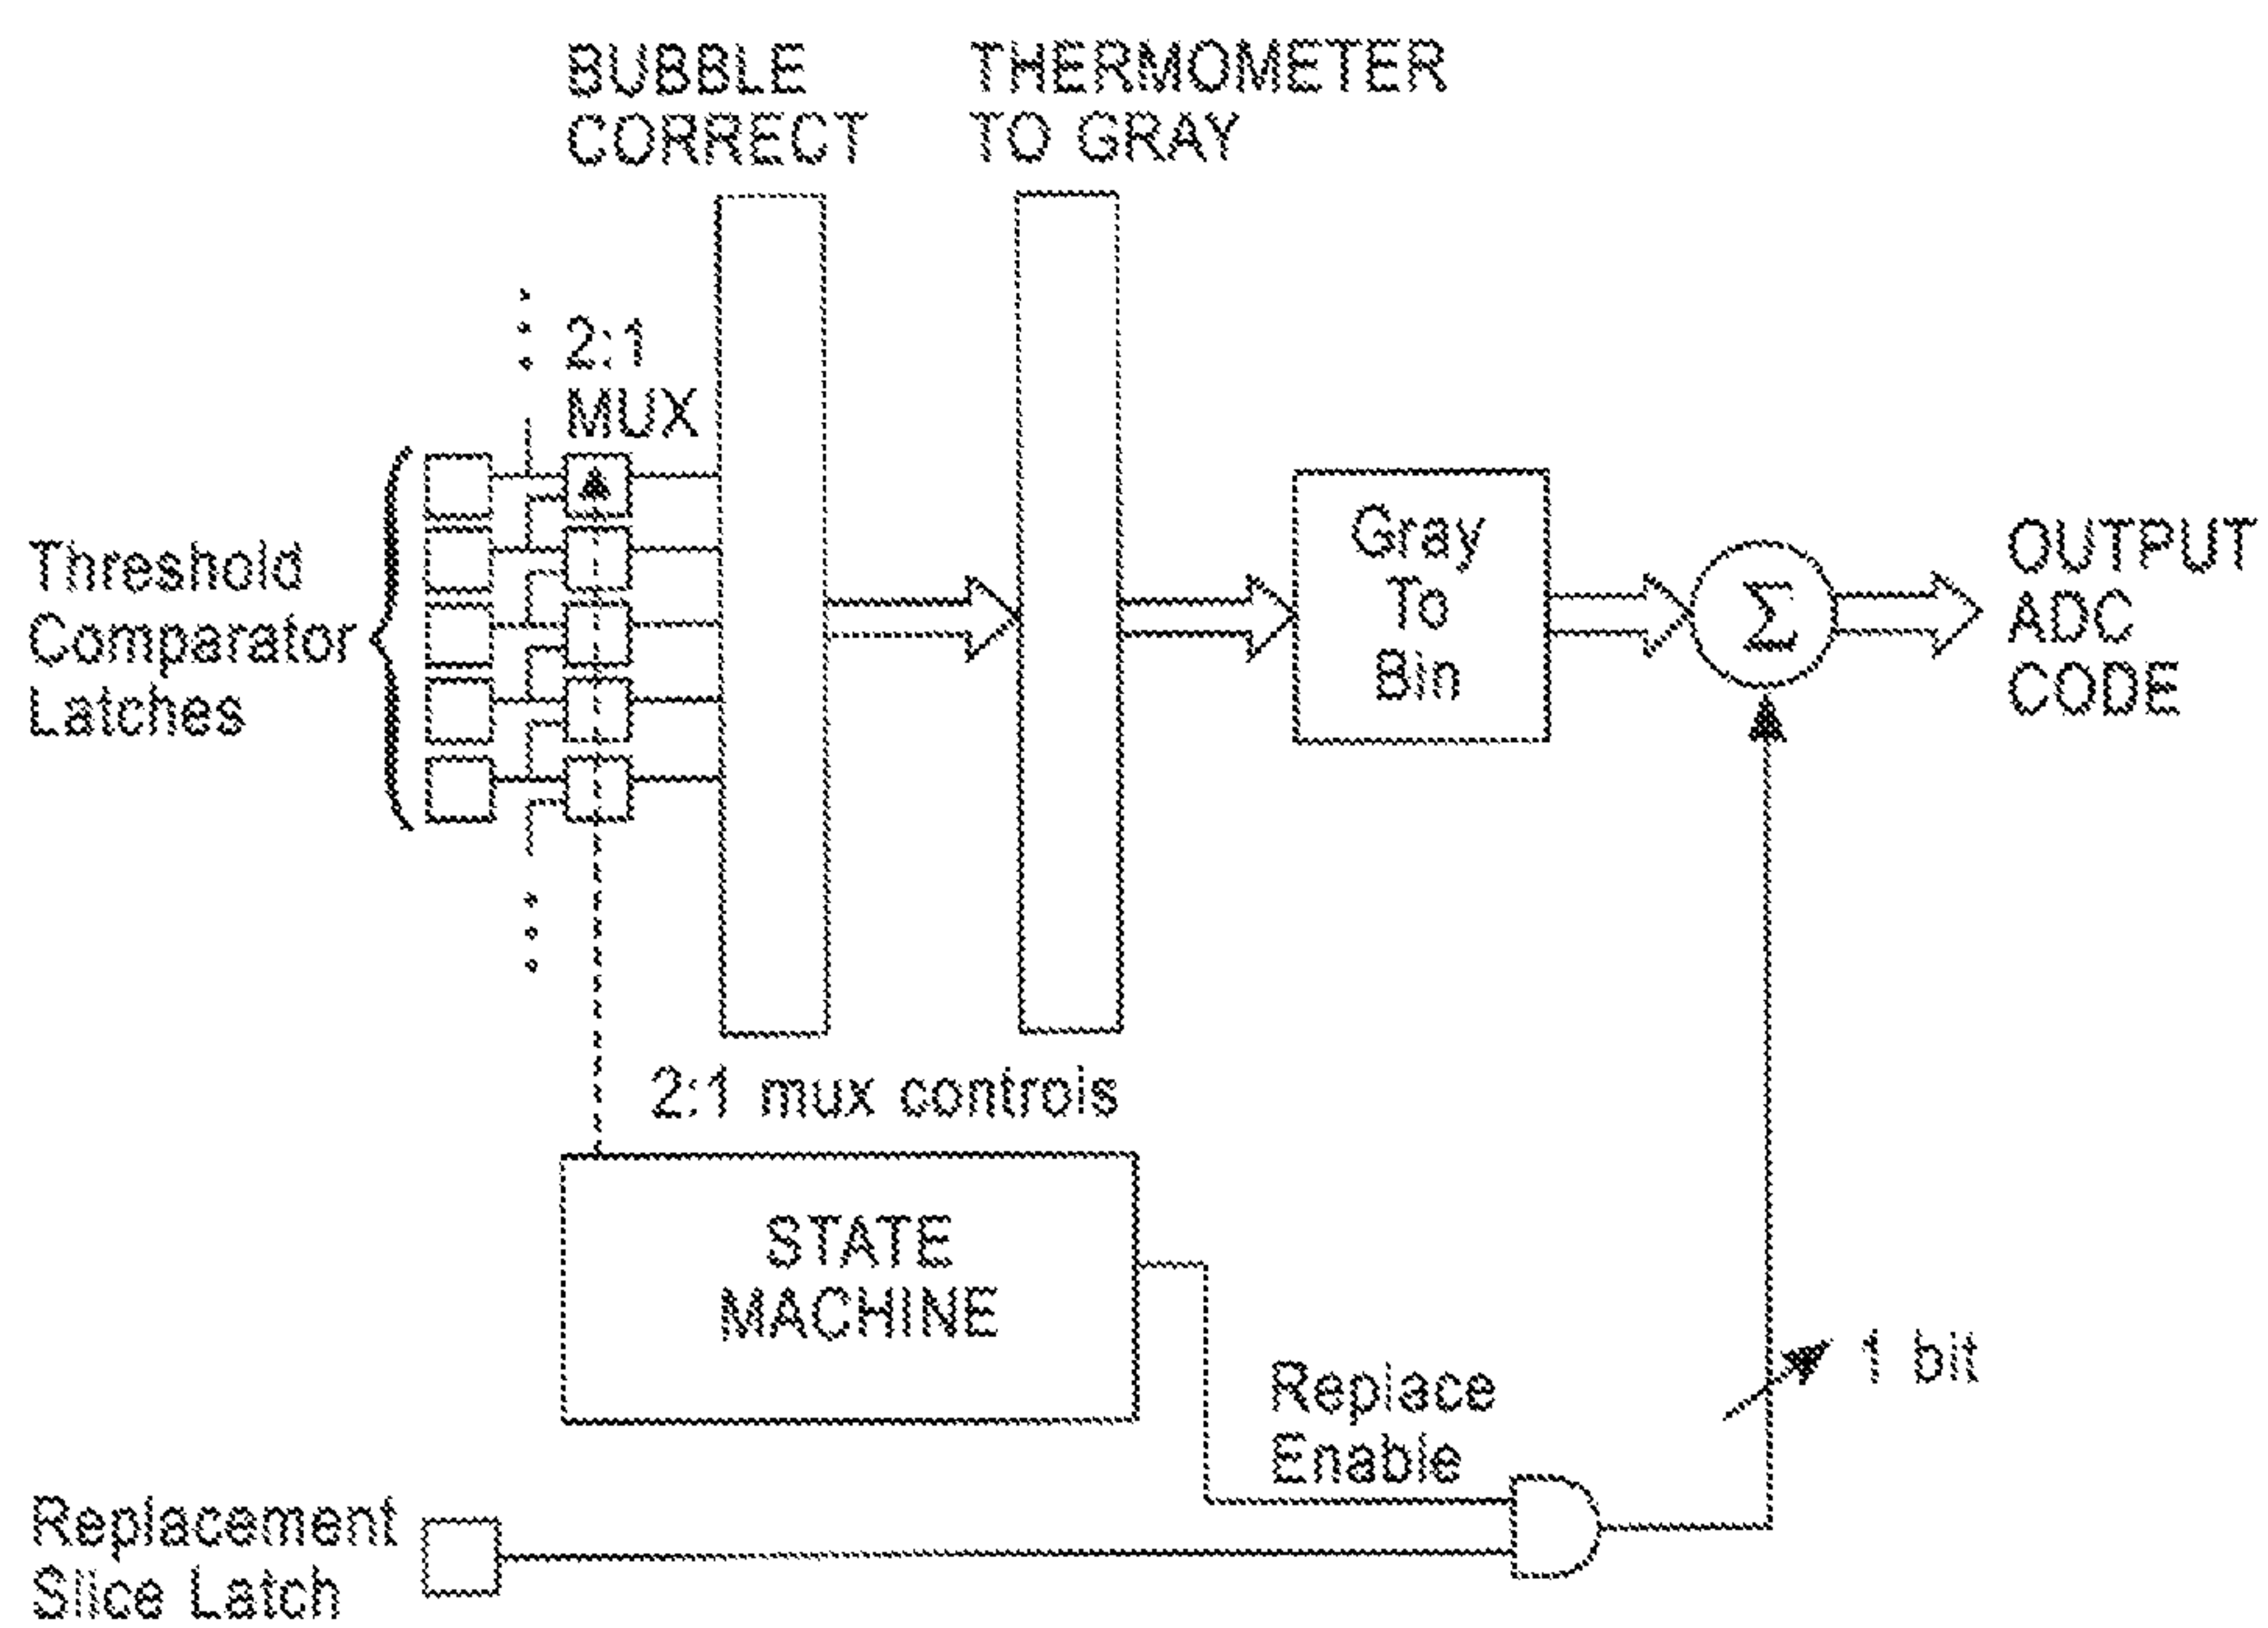 BUBBLE
CORRECT
THERMOMETER
TO GRAY
2:1
MUX
Threshold
Comparator
Latches
Gray
To
Bin
Σ
OUTPUT
ADC
CODE
2:1 mux controls
STATE
MACHINE
Replace
Enable
1 bit
Replacement
Slice Latch